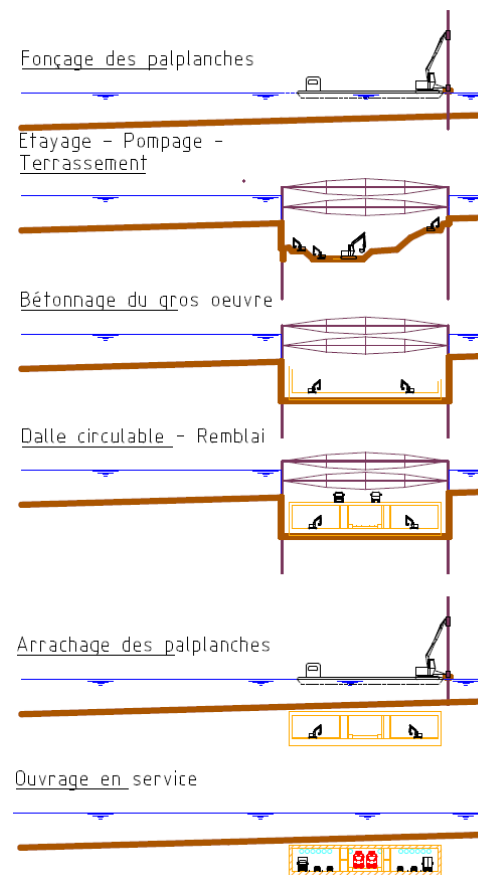 Fonçage des palplanches
Etayage - Pompage -
Terrassement
Bétonnage du gros oeuvre
Dalle circulable - Remblai
Arrachage des palplanches
Ouvrage en service